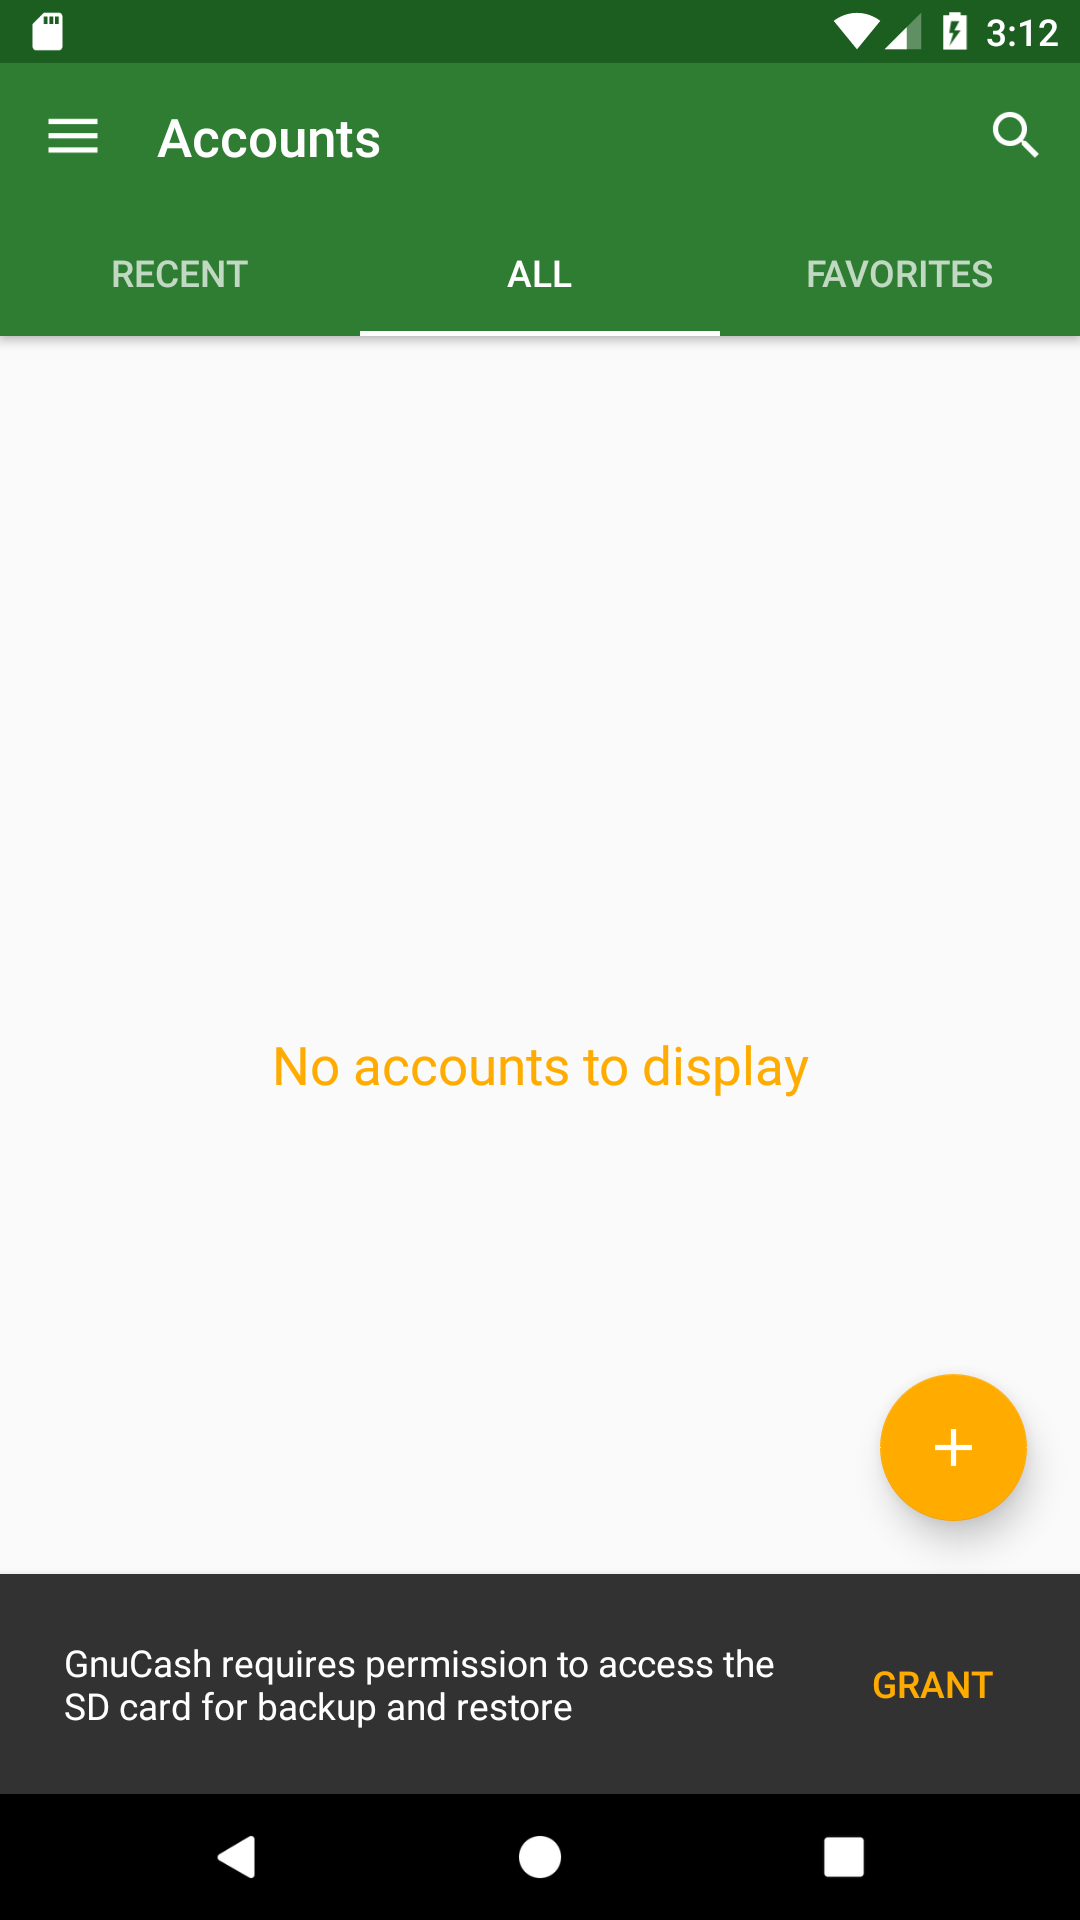 3:12
Accounts
RECENT
ALL
FAVORITES
No accounts to display
GnuCash requires permission to access the
SD card for backup and restore
GRANT